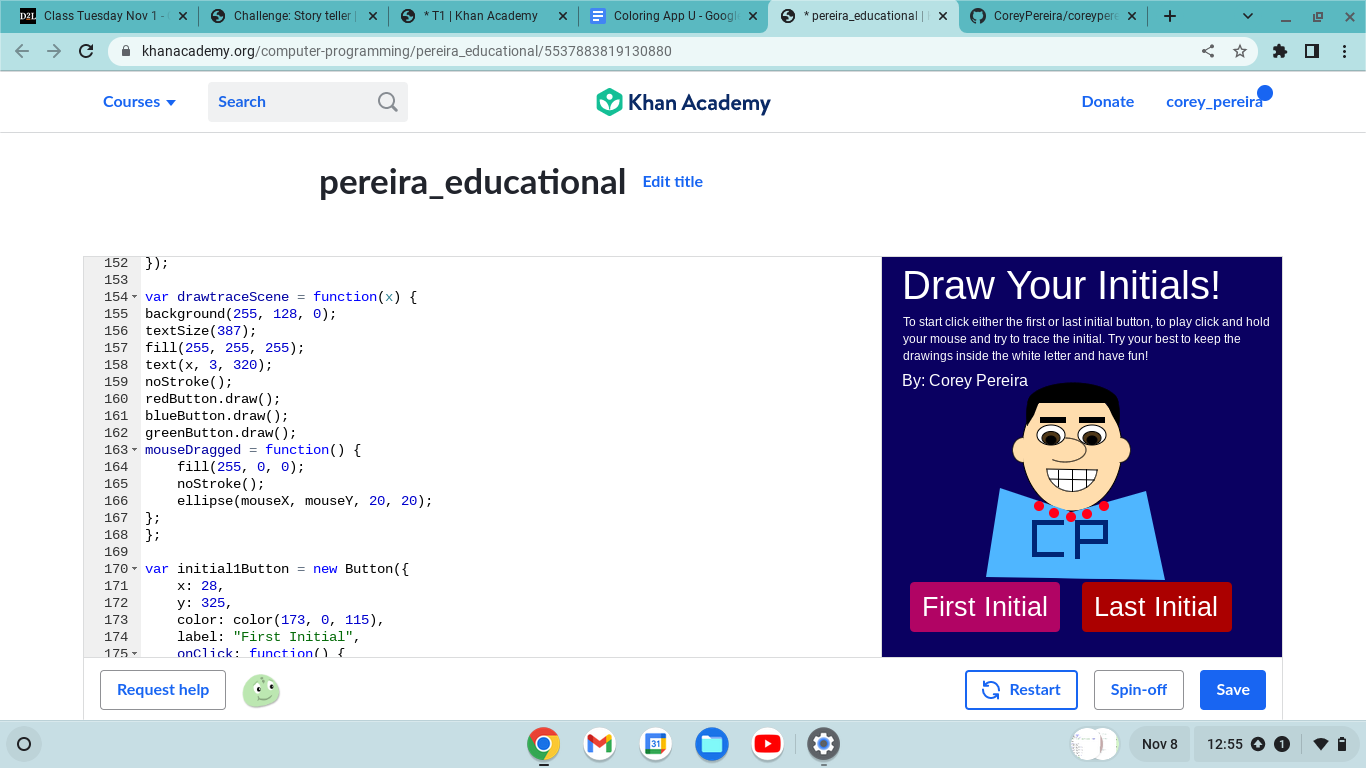 D2L Class Tuesday Nov 1 -
Challenge: Story teller |
* T1 | Khan Academy
Coloring App U - Google
* pereira_educational |
CoreyPereira/coreypere
khanacademy.org/computer-programming/pereira_educational/5537883819130880
Courses
Search
Khan Academy
Donate
corey_pereira
pereira_educational
Edit title
152 });
153
154 var drawtraceScene = function(x) {
155 background(255, 128, 0);
156 textSize(387);
157 fill(255, 255, 255);
158 text(x, 3, 320);
159 noStroke();
160 redButton.draw();
161 blueButton.draw();
162 greenButton.draw();
163 mouseDragged = function() {
164     fill(255, 0, 0);
165     noStroke();
166     ellipse(mouseX, mouseY, 20, 20);
167 };
168 };
169
170 var initial1Button = new Button({
171     x: 28,
172     y: 325,
173     color: color(173, 0, 115),
174     label: "First Initial",
175     onClick: function() {
Draw Your Initials!
To start click either the first or last initial button, to play click and hold
your mouse and try to trace the initial. Try your best to keep the
drawings inside the white letter and have fun!
By: Corey Pereira
CP
First Initial
Last Initial
Request help
Restart
Spin-off
Save
31
Nov 8
12:55
1